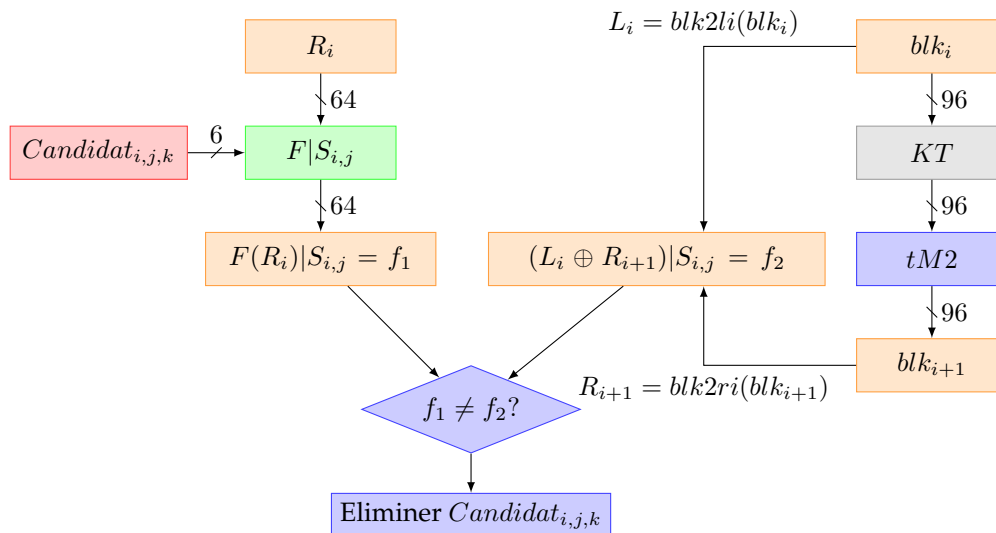 L_i = blk2li(blk_i)
R_i
blk_i
64
96
6
Candidat_{i,j,k}
F|S_{i,j}
KT
64
96
F(R_i)|S_{i,j} = f_1
(L_i ⊕ R_{i+1})|S_{i,j} = f_2
tM2
96
blk_{i+1}
R_{i+1} = blk2ri(blk_{i+1})
f_1 ≠ f_2?
Eliminer Candidat_{i,j,k}